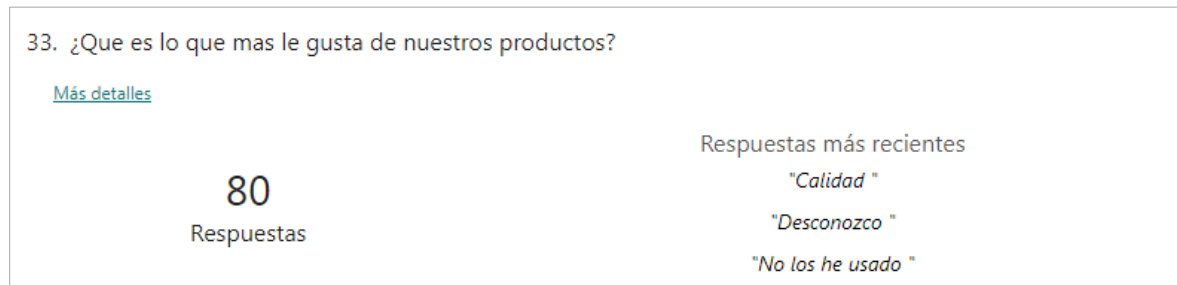 33. ¿Que es lo que mas le gusta de nuestros productos?
Más detalles
80
Respuestas
Respuestas más recientes
"Calidad "
"Desconozco "
"No los he usado "